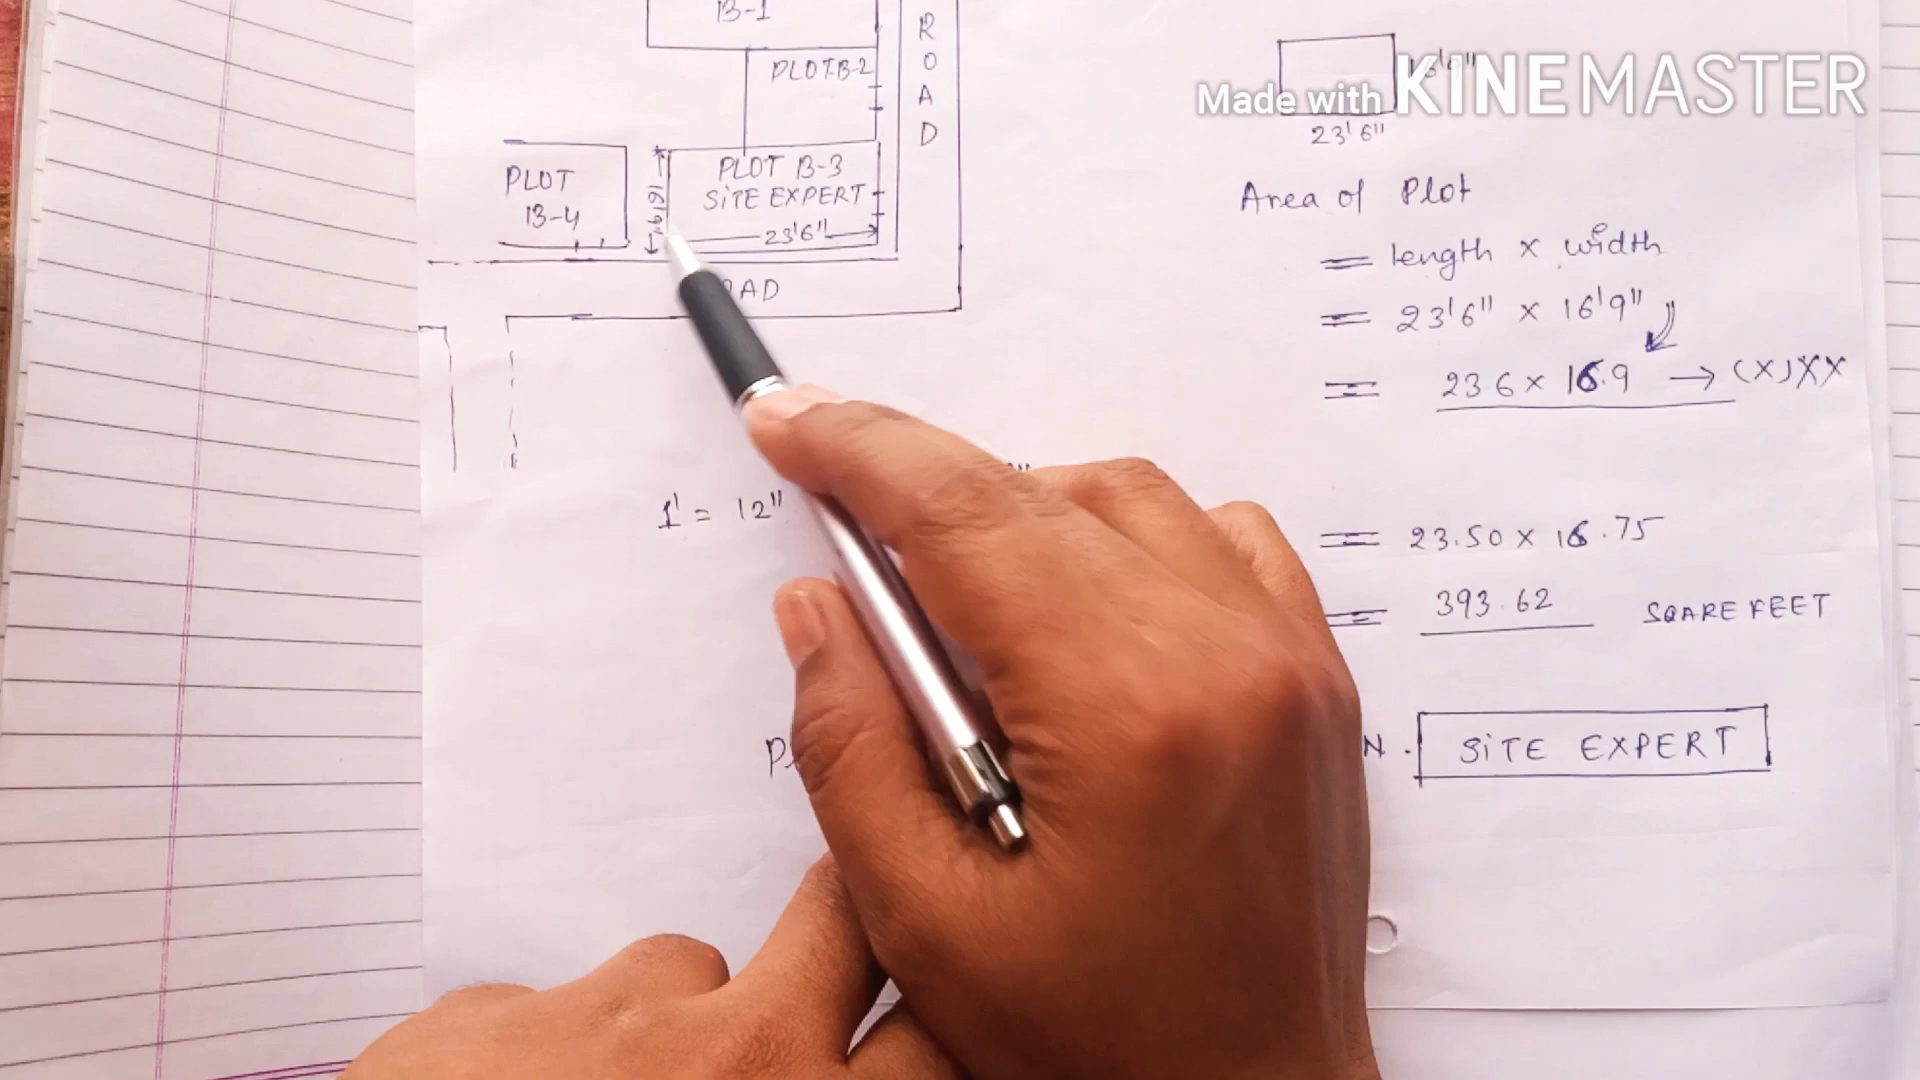 B-1
PLOT-B-2
ROAD
PLOT
B-4
PLOT B-3
SiTE EXPERT
16'9"
23'6"
1' = 12"
Made with KINEMASTER
23'6"
Area of Plot
= length x width
= 23'6" x 16'9"
= 23.6 x 16.9 → (X)XX
= 23.50 x 16.75
= 393.62 SQARE FEET
N. SiTE EXPERT